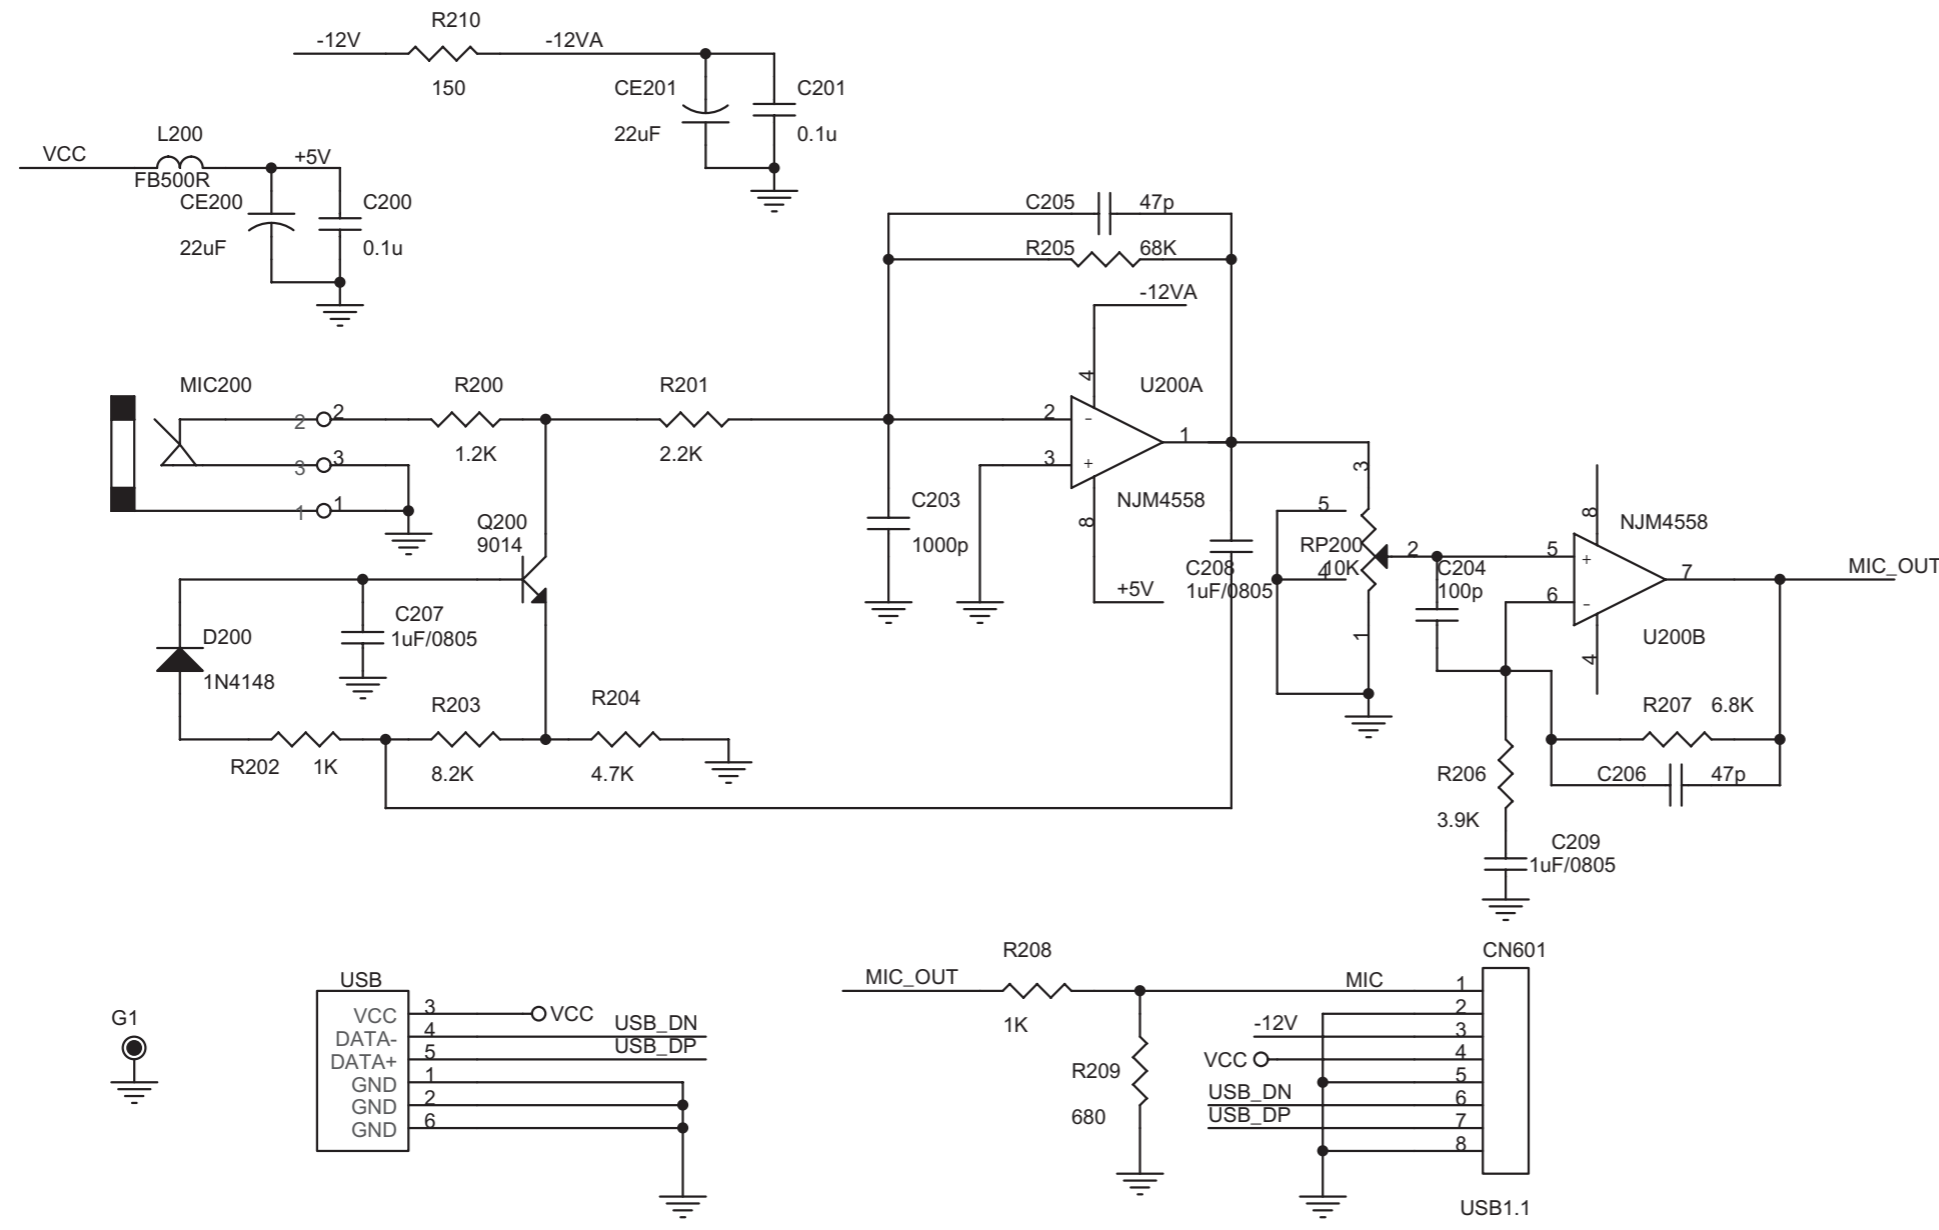 R210
-12V
-12VA
150
CE201
22uF
C201
0.1u
L200
VCC
+5V
FB500R
CE200
22uF
C200
0.1u
C205
47p
R205
68K
-12VA
4
U200A
MIC200
R200
R201
2
2
1.2K
2.2K
2
-
1
3
3
3
+
NJM4558
8
+5V
1
1
Q200
9014
C203
1000p
C208
1uF/0805
3
5
RP200
10K
4
2
1
C204
100p
8
NJM4558
5
+
6
-
7
MIC_OUT
U200B
4
C207
1uF/0805
D200
1N4148
R203
R204
R202
1K
8.2K
4.7K
R207
6.8K
R206
3.9K
C206
47p
C209
1uF/0805
G1
USB
VCC
3
VCC
DATA-
4
USB_DN
DATA+
5
USB_DP
GND
1
GND
2
GND
6
R208
MIC_OUT
1K
R209
680
CN601
MIC
1
2
-12V
3
VCC
4
5
USB_DN
6
USB_DP
7
8
USB1.1